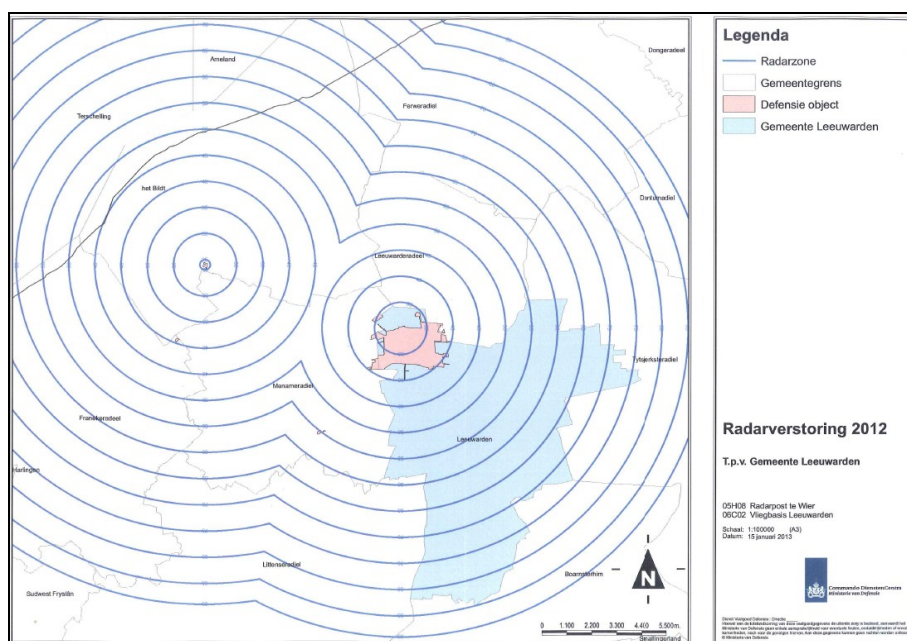 Dongeradeel
Ameland
Ferwerderadiel
Terschelling
het Bildt
Dantumadiel
Leeuwarderadeel
Tytsjerksteradiel
Menameradiel
Franekeradeel
Leeuwarden
Harlingen
Littenseradiel
Boarnsterhim
Sudwest Fryslân
N
0 1.100 2.200 3.300 4.400 5.500m.
Smallingerland
Legenda
Radarzone
Gemeentegrens
Defensie object
Gemeente Leeuwarden
Radarverstoring 2012
T.p.v. Gemeente Leeuwarden
05H08 Radarpost te Wier
06C02 Vliegbasis Leeuwarden
Schaal: 1:100000 (A3)
Datum: 15 januari 2013
Commando DienstenCentra
Ministerie van Defensie